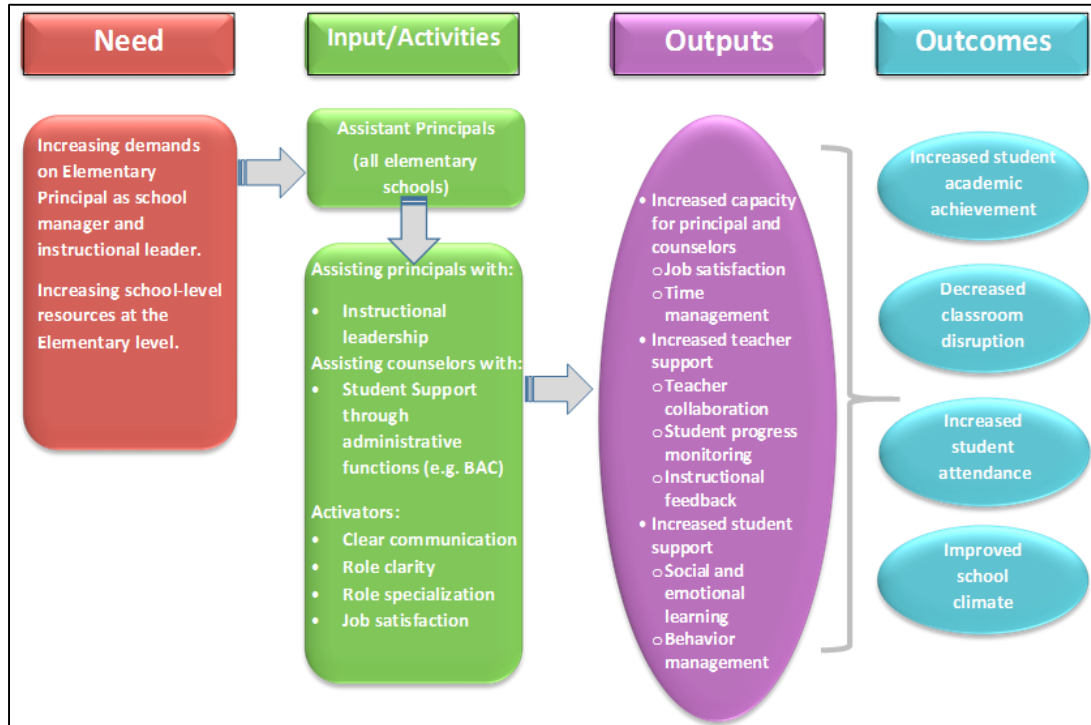 Need
Input/Activities
Outputs
Outcomes
Increasing demands
on Elementary
Principal as school
manager and
instructional leader.
Increasing school-level
resources at the
Elementary level.
Assistant Principals
(all elementary
schools)
Assisting principals with:
• Instructional
leadership
Assisting counselors with:
• Student Support
through
administrative
functions (e.g. BAC)
Activators:
• Clear communication
• Role clarity
• Role specialization
• Job satisfaction
• Increased capacity
for principal and
counselors
o Job satisfaction
o Time
management
• Increased teacher
support
o Teacher
collaboration
o Student progress
monitoring
o Instructional
feedback
• Increased student
support
o Social and
emotional
learning
o Behavior
management
Increased student
academic
achievement
Decreased
classroom
disruption
Increased
student
attendance
Improved
school
climate